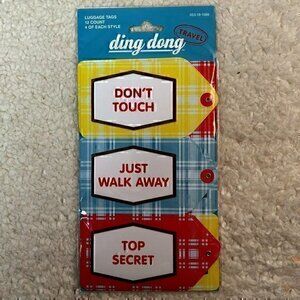 LUGGAGE TAGS
12 COUNT
4 OF EACH STYLE
ding dong
TRAVEL
DON'T
TOUCH
JUST
WALK AWAY
TOP
SECRET